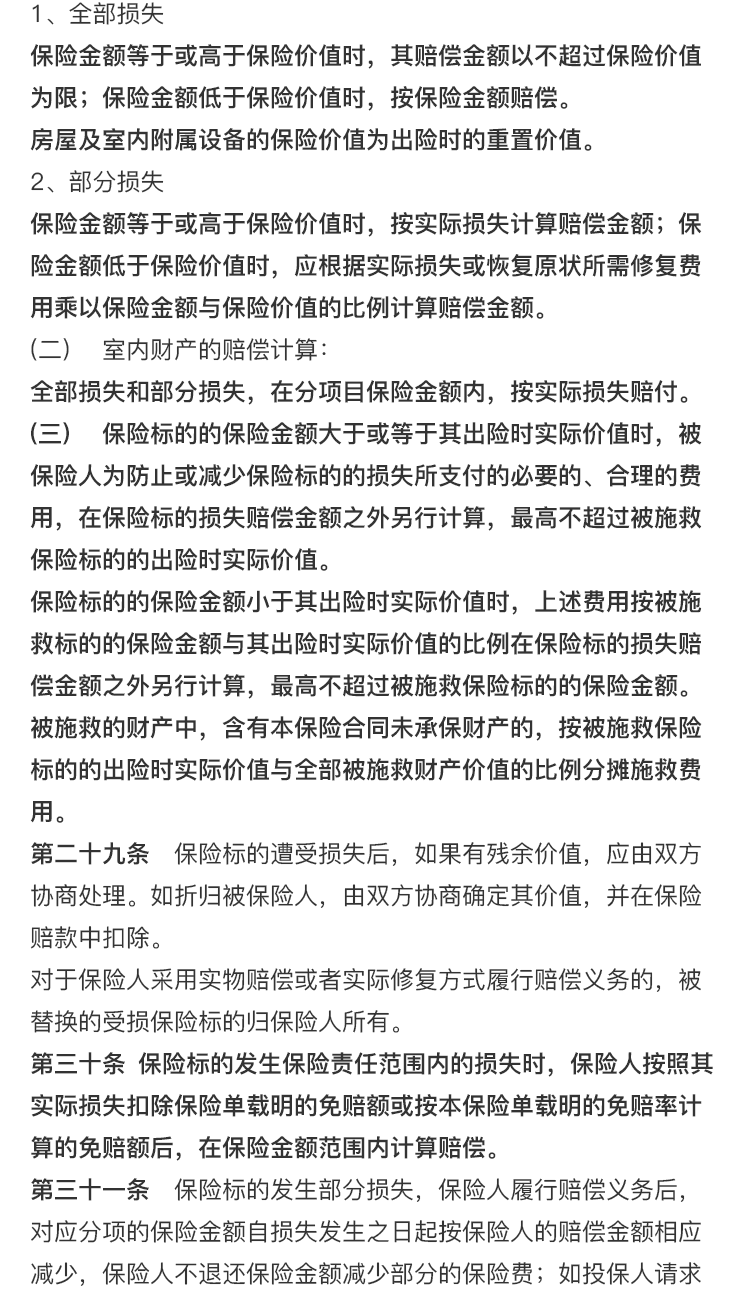 1、全部损失
保险金额等于或高于保险价值时，其赔偿金额以不超过保险价值
为限；保险金额低于保险价值时，按保险金额赔偿。
房屋及室内附属设备的保险价值为出险时的重置价值。
2、部分损失
保险金额等于或高于保险价值时，按实际损失计算赔偿金额；保
险金额低于保险价值时，应根据实际损失或恢复原状所需修复费
用乘以保险金额与保险价值的比例计算赔偿金额。
(二)　室内财产的赔偿计算：
全部损失和部分损失，在分项目保险金额内，按实际损失赔付。
(三)　保险标的的保险金额大于或等于其出险时实际价值时，被
保险人为防止或减少保险标的的损失所支付的必要的、合理的费
用，在保险标的损失赔偿金额之外另行计算，最高不超过被施救
保险标的的出险时实际价值。
保险标的的保险金额小于其出险时实际价值时，上述费用按被施
救标的的保险金额与其出险时实际价值的比例在保险标的损失赔
偿金额之外另行计算，最高不超过被施救保险标的的保险金额。
被施救的财产中，含有本保险合同未承保财产的，按被施救保险
标的的出险时实际价值与全部被施救财产价值的比例分摊施救费
用。
第二十九条　保险标的遭受损失后，如果有残余价值，应由双方
协商处理。如折归被保险人，由双方协商确定其价值，并在保险
赔款中扣除。
对于保险人采用实物赔偿或者实际修复方式履行赔偿义务的，被
替换的受损保险标的归保险人所有。
第三十条 保险标的发生保险责任范围内的损失时，保险人按照其
实际损失扣除保险单载明的免赔额或按本保险单载明的免赔率计
算的免赔额后，在保险金额范围内计算赔偿。
第三十一条　保险标的发生部分损失，保险人履行赔偿义务后，
对应分项的保险金额自损失发生之日起按保险人的赔偿金额相应
减少，保险人不退还保险金额减少部分的保险费；如投保人请求